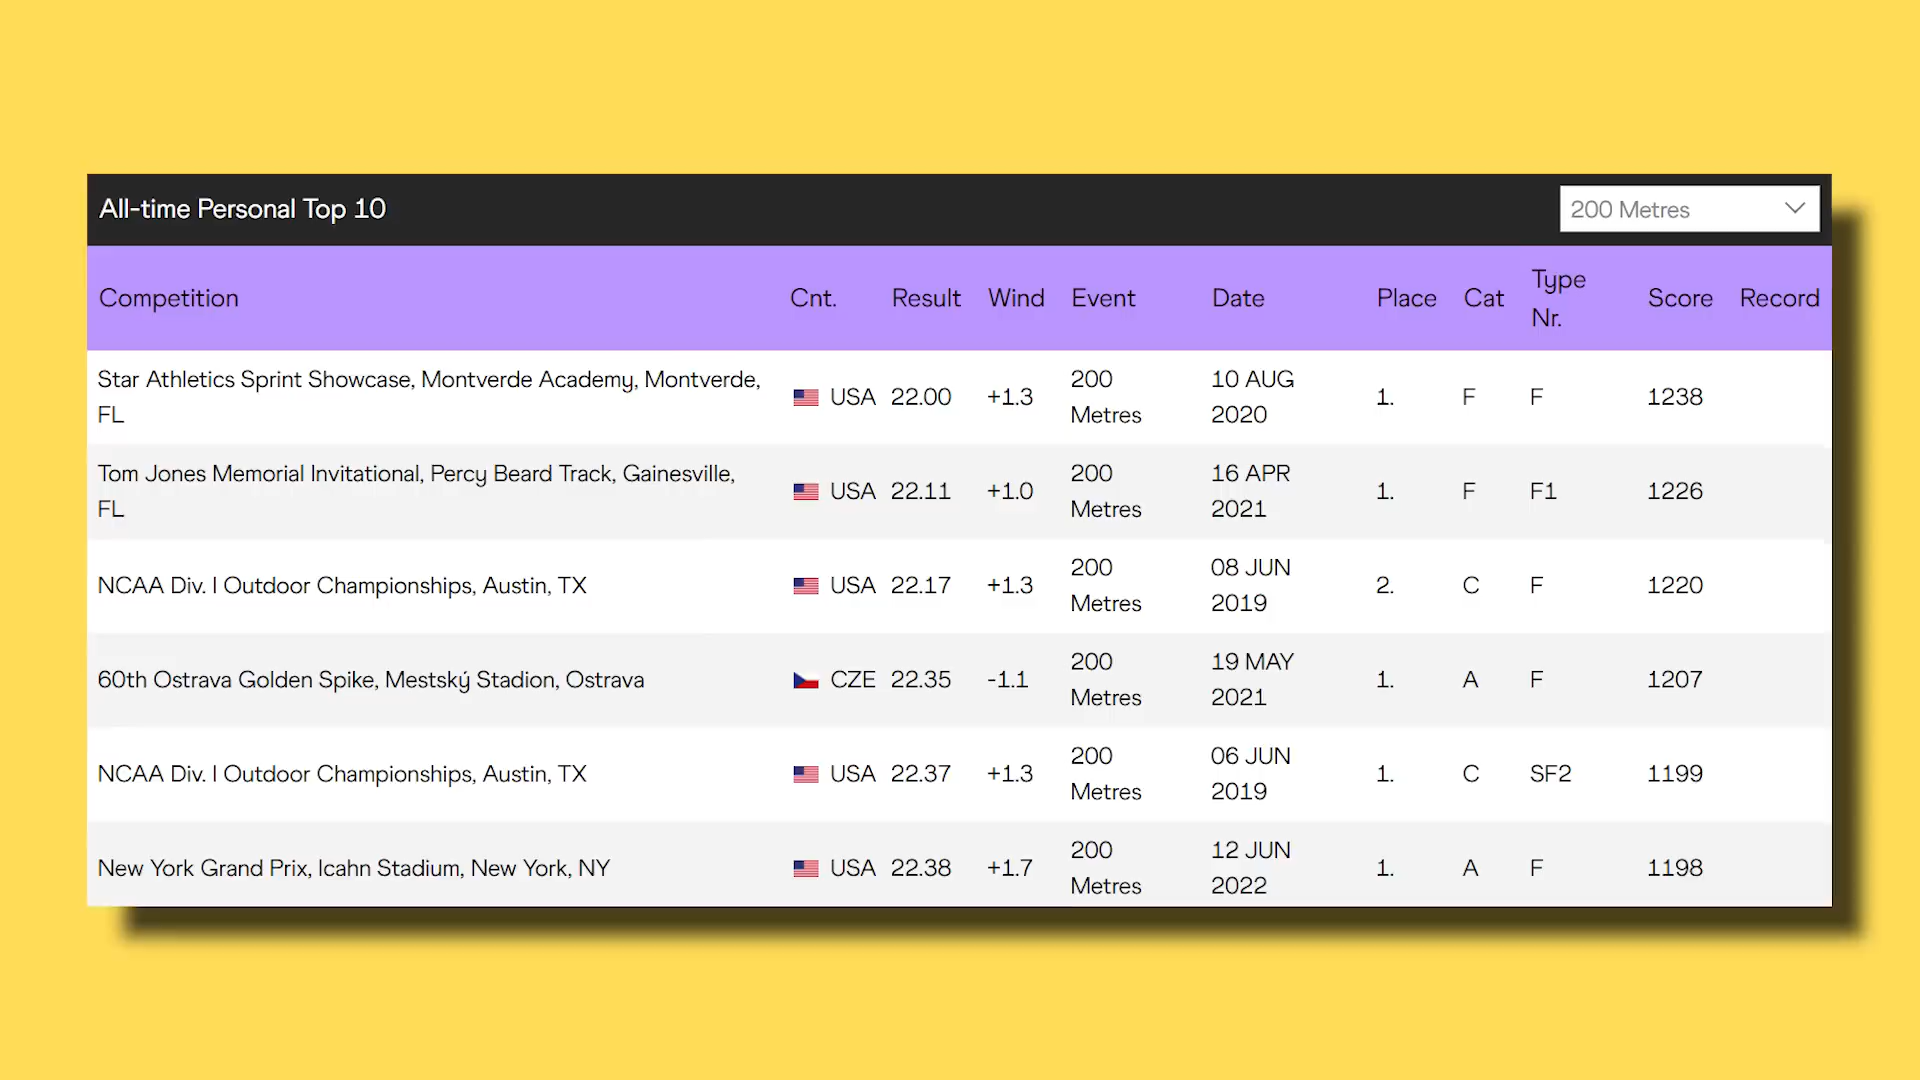 All-time Personal Top 10
200 Metres
Competition Cnt. Result Wind Event Date Place Cat Type Nr. Score Record
Star Athletics Sprint Showcase, Montverde Academy, Montverde, FL USA 22.00 +1.3 200 Metres 10 AUG 2020 1. F F 1238
Tom Jones Memorial Invitational, Percy Beard Track, Gainesville, FL USA 22.11 +1.0 200 Metres 16 APR 2021 1. F F1 1226
NCAA Div. I Outdoor Championships, Austin, TX USA 22.17 +1.3 200 Metres 08 JUN 2019 2. C F 1220
60th Ostrava Golden Spike, Mestský Stadion, Ostrava CZE 22.35 -1.1 200 Metres 19 MAY 2021 1. A F 1207
NCAA Div. I Outdoor Championships, Austin, TX USA 22.37 +1.3 200 Metres 06 JUN 2019 1. C SF2 1199
New York Grand Prix, Icahn Stadium, New York, NY USA 22.38 +1.7 200 Metres 12 JUN 2022 1. A F 1198